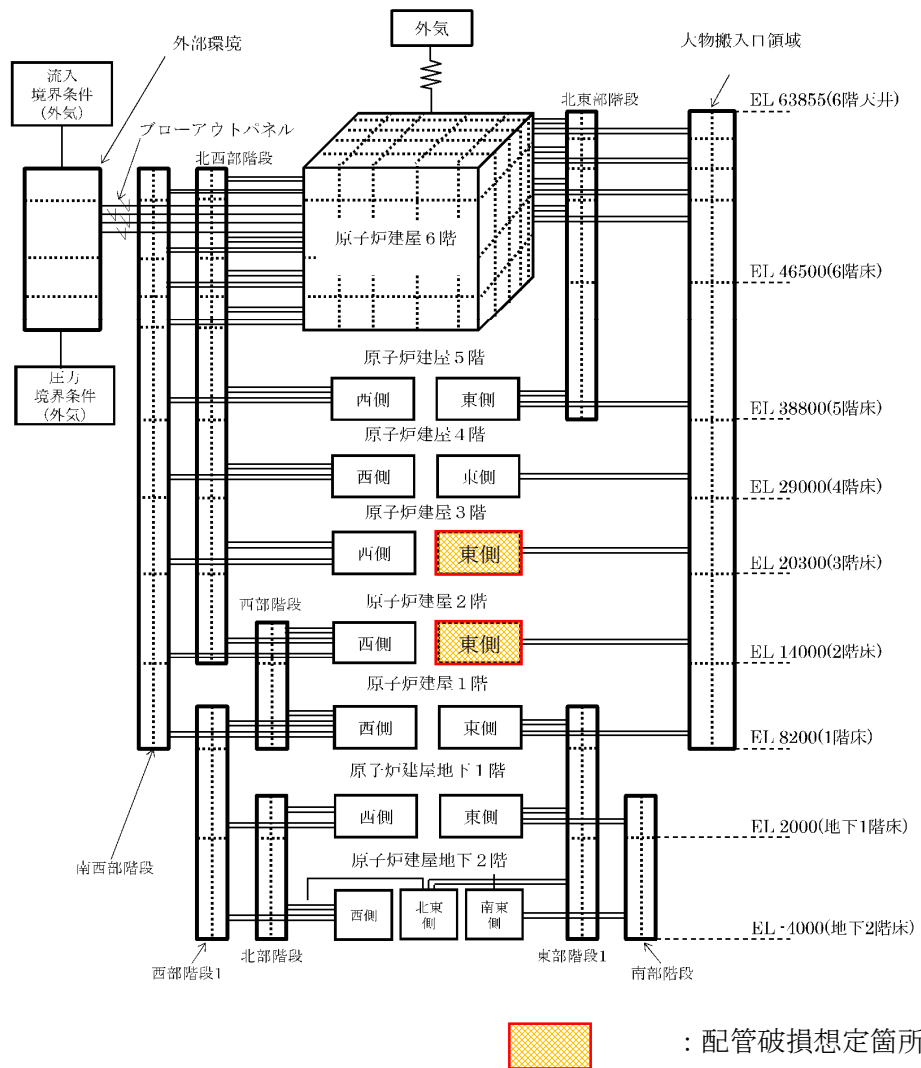 外気
外部環境
大物搬入口領域
流入
境界条件
(外気)
北東部階段
EL 63855(6階天井)
ブローアウトパネル
北西部階段
原子炉建屋6階
EL 46500(6階床)
原子炉建屋5階
圧力
境界条件
(外気)
西側
東側
EL 38800(5階床)
原子炉建屋4階
西側
東側
EL 29000(4階床)
原子炉建屋3階
西側
東側
EL 20300(3階床)
西部階段
原子炉建屋2階
西側
東側
EL 14000(2階床)
原子炉建屋1階
西側
東側
EL 8200(1階床)
原子炉建屋地下1階
西側
東側
EL 2000(地下1階床)
南西部階段
原子炉建屋地下2階
西側
北東
側
南東
側
EL -4000(地下2階床)
西部階段1
北部階段
東部階段1
南部階段
：配管破損想定箇所